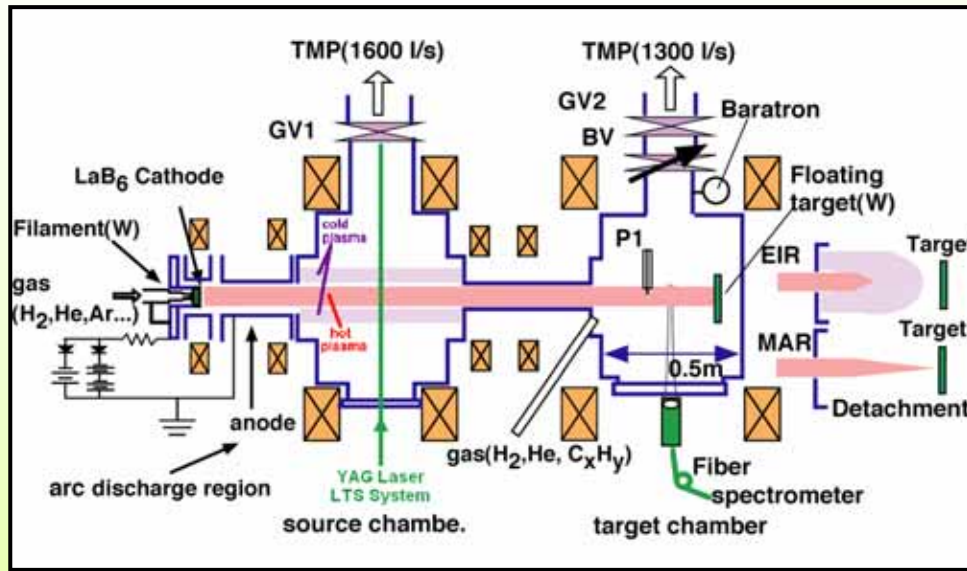 TMP(1600 l/s)
TMP(1300 l/s)
GV1
GV2
BV
Baratron
LaB6 Cathode
Floating
target(W)
Filament(W)
gas
(H2,He,Ar...)
cold
plasma
hot
plasma
P1
EIR
Target
Target
MAR
Detachment
0.5m
anode
arc discharge region
gas(H2,He, CxHy)
YAG Laser
LTS System
source chambe.
Fiber
spectrometer
target chamber